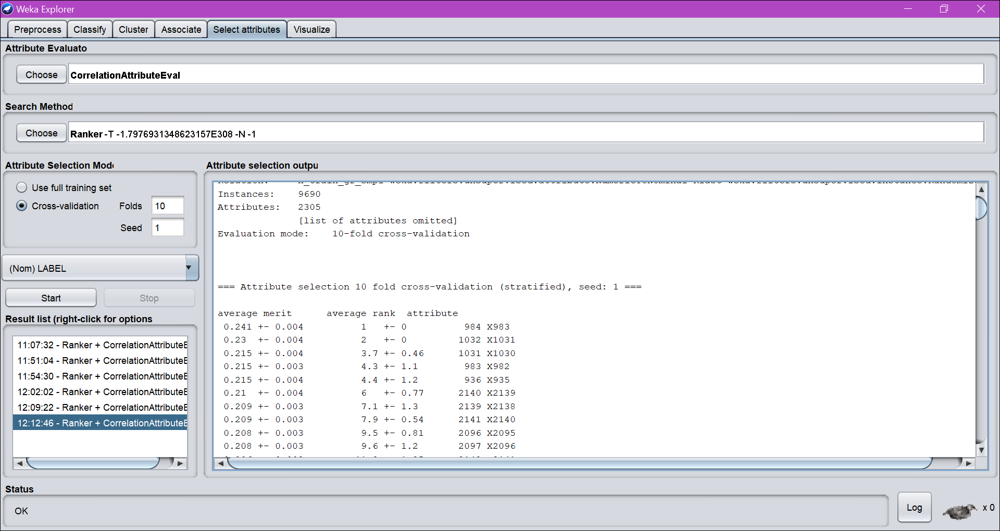 Weka Explorer
Preprocess Classify Cluster Associate Select attributes Visualize
Attribute Evaluato
Choose CorrelationAttributeEval
Search Method
Choose Ranker -T -1.7976931348623157E308 -N -1
Attribute Selection Mod
Use full training set
Cross-validation Folds 10
Seed 1
(Nom) LABEL
Start Stop
Result list (right-click for options
11:07:32 - Ranker + CorrelationAttributeE
11:51:04 - Ranker + CorrelationAttributeE
11:54:30 - Ranker + CorrelationAttributeE
12:02:02 - Ranker + CorrelationAttributeE
12:09:22 - Ranker + CorrelationAttributeE
12:12:46 - Ranker + CorrelationAttributeE
Attribute selection outpu
Instances: 9690
Attributes: 2305
[list of attributes omitted]
Evaluation mode: 10-fold cross-validation
=== Attribute selection 10 fold cross-validation (stratified), seed: 1 ===
average merit average rank attribute
0.241 +- 0.004 1 +- 0 984 X983
0.23 +- 0.004 2 +- 0 1032 X1031
0.215 +- 0.004 3.7 +- 0.46 1031 X1030
0.215 +- 0.003 4.3 +- 1.1 983 X982
0.215 +- 0.004 4.4 +- 1.2 936 X935
0.21 +- 0.004 6 +- 0.77 2140 X2139
0.209 +- 0.003 7.1 +- 1.3 2139 X2138
0.209 +- 0.003 7.9 +- 0.54 2141 X2140
0.208 +- 0.003 9.5 +- 0.81 2096 X2095
0.208 +- 0.003 9.6 +- 1.2 2097 X2096
Status
OK
Log x 0